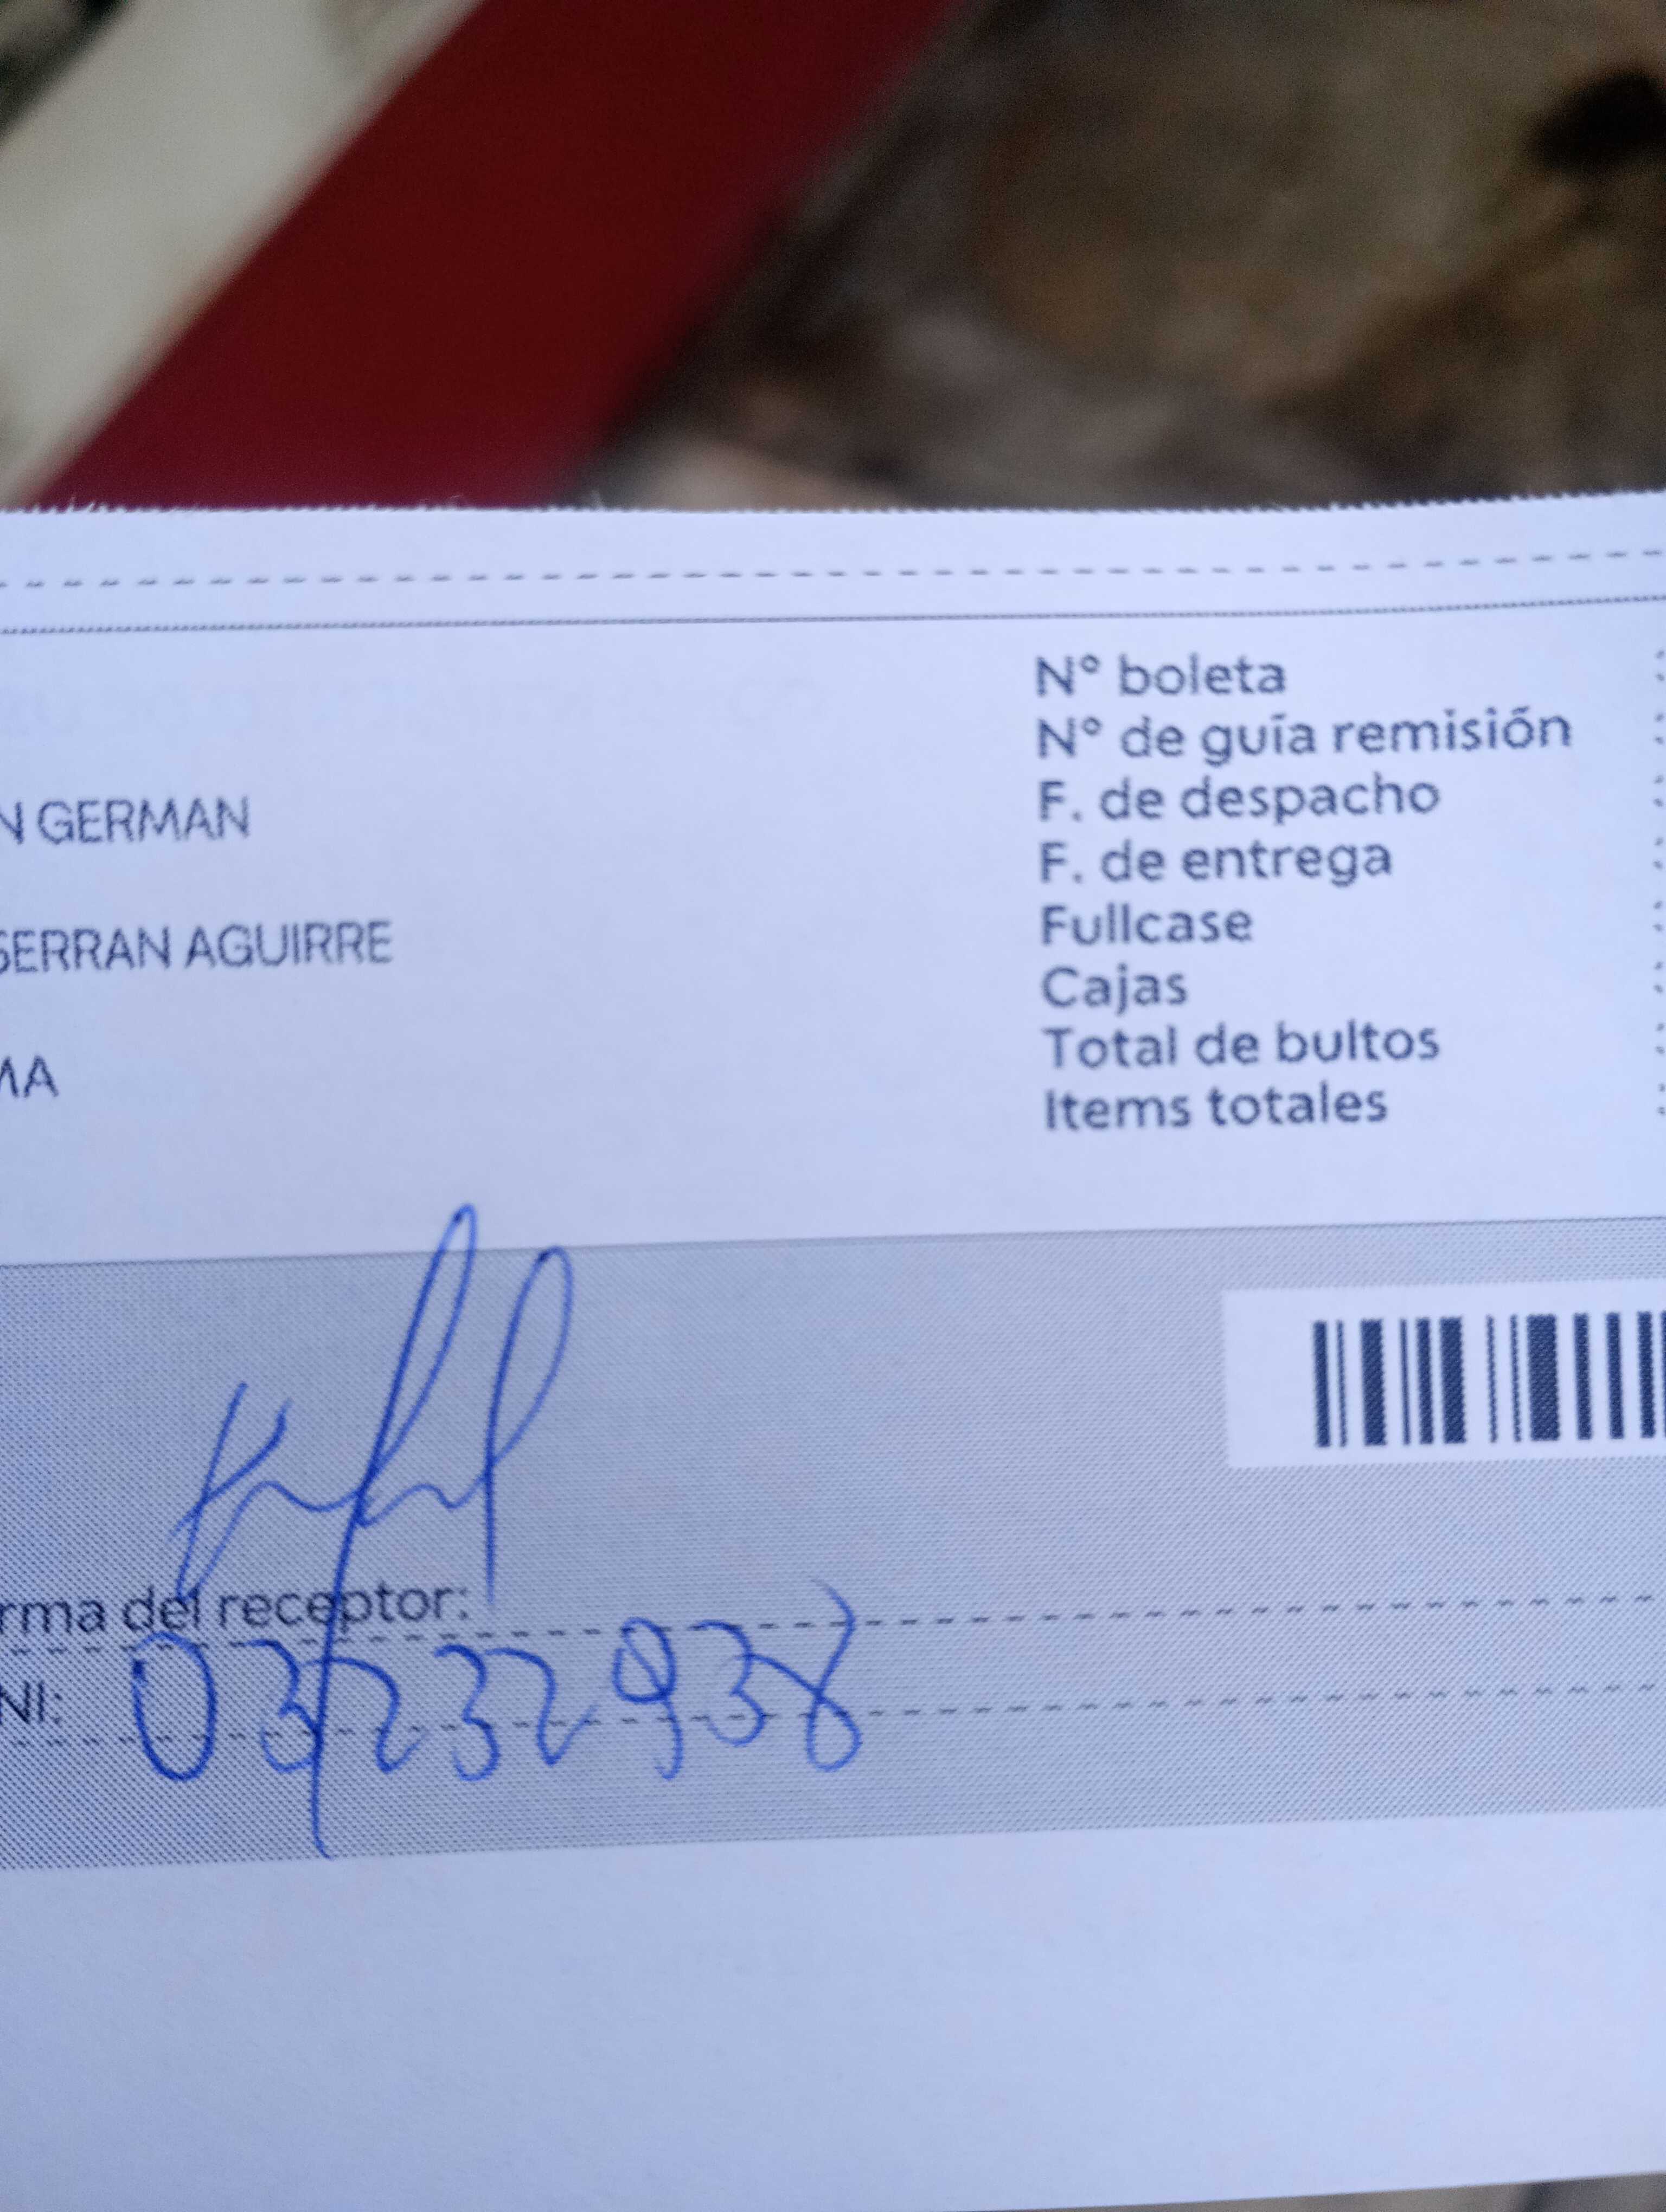 N° boleta :
N° de guía remisión :
N GERMAN
F. de despacho :
F. de entrega :
SERRAN AGUIRRE
Fullcase :
Cajas :
MA
Total de bultos :
Items totales :
rma del receptor:
NI: 03232938